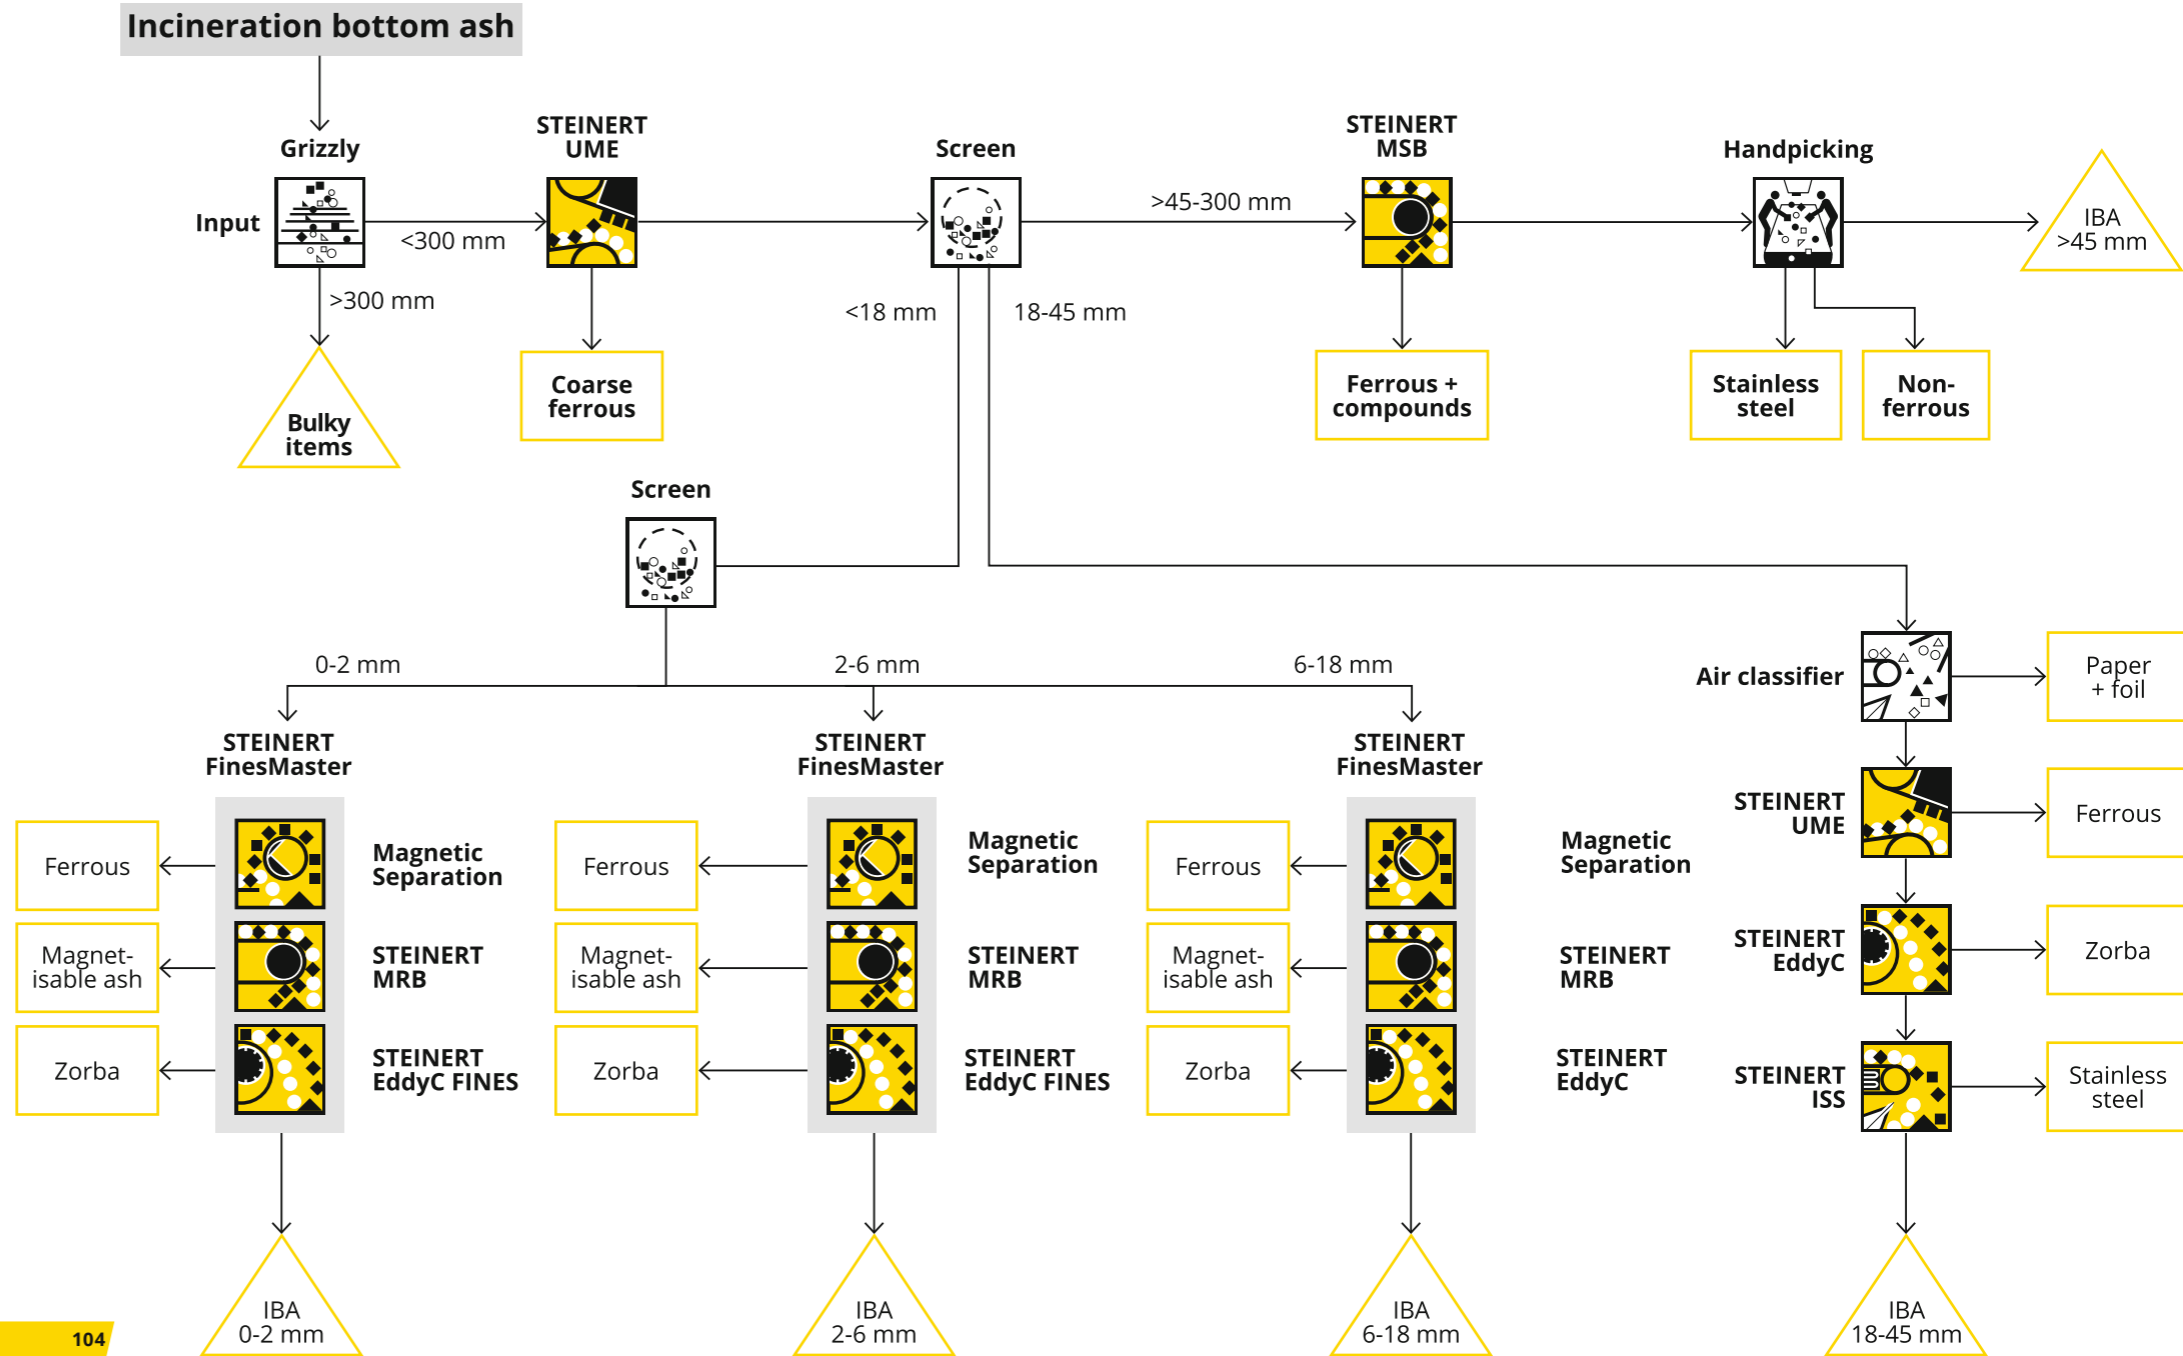 Incineration bottom ash
Grizzly
STEINERT
UME
Screen
STEINERT
MSB
Handpicking
Input
<300 mm
>45-300 mm
IBA
>45 mm
>300 mm
<18 mm
18-45 mm
Bulky
items
Coarse
ferrous
Ferrous +
compounds
Stainless
steel
Non-
ferrous
Screen
0-2 mm
2-6 mm
6-18 mm
Air classifier
Paper
+ foil
STEINERT
FinesMaster
STEINERT
FinesMaster
STEINERT
FinesMaster
STEINERT
UME
Ferrous
Ferrous
Magnetic
Separation
Ferrous
Magnetic
Separation
Ferrous
Magnetic
Separation
Magnet-
isable ash
STEINERT
MRB
Magnet-
isable ash
STEINERT
MRB
Magnet-
isable ash
STEINERT
MRB
STEINERT
EddyC
Zorba
Zorba
STEINERT
EddyC FINES
Zorba
STEINERT
EddyC FINES
Zorba
STEINERT
EddyC
STEINERT
ISS
Stainless
steel
IBA
0-2 mm
IBA
2-6 mm
IBA
6-18 mm
IBA
18-45 mm
104